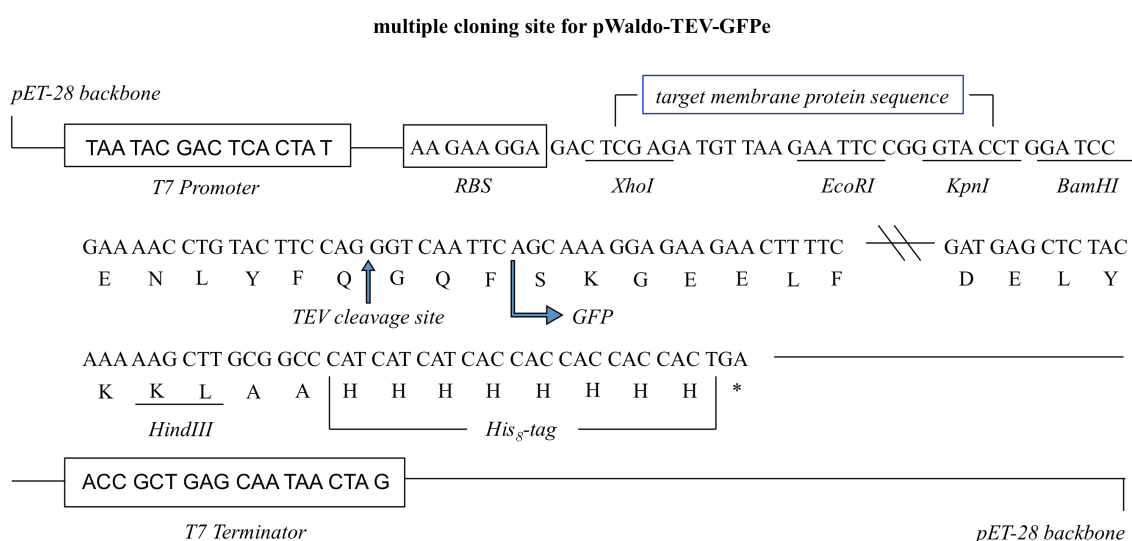 multiple cloning site for pWaldo-TEV-GFPe
pET-28 backbone
target membrane protein sequence
TAA TAC GAC TCA CTA T AA GAA GGA GAC TCG AGA TGT TAA GAA TTC CGG GTA CCT GGA TCC
T7 Promoter RBS XhoI EcoRI KpnI BamHI
GAA AAC CTG TAC TTC CAG GGT CAA TTC AGC AAA GGA GAA GAA CTT TTC GAT GAG CTC TAC
E N L Y F Q G Q F S K G E E L F D E L Y
TEV cleavage site GFP
AAA AAG CTT GCG GCC CAT CAT CAT CAC CAC CAC CAC CAC TGA
K K L A A H H H H H H H H *
HindIII His8-tag
ACC GCT GAG CAA TAA CTA G
T7 Terminator pET-28 backbone